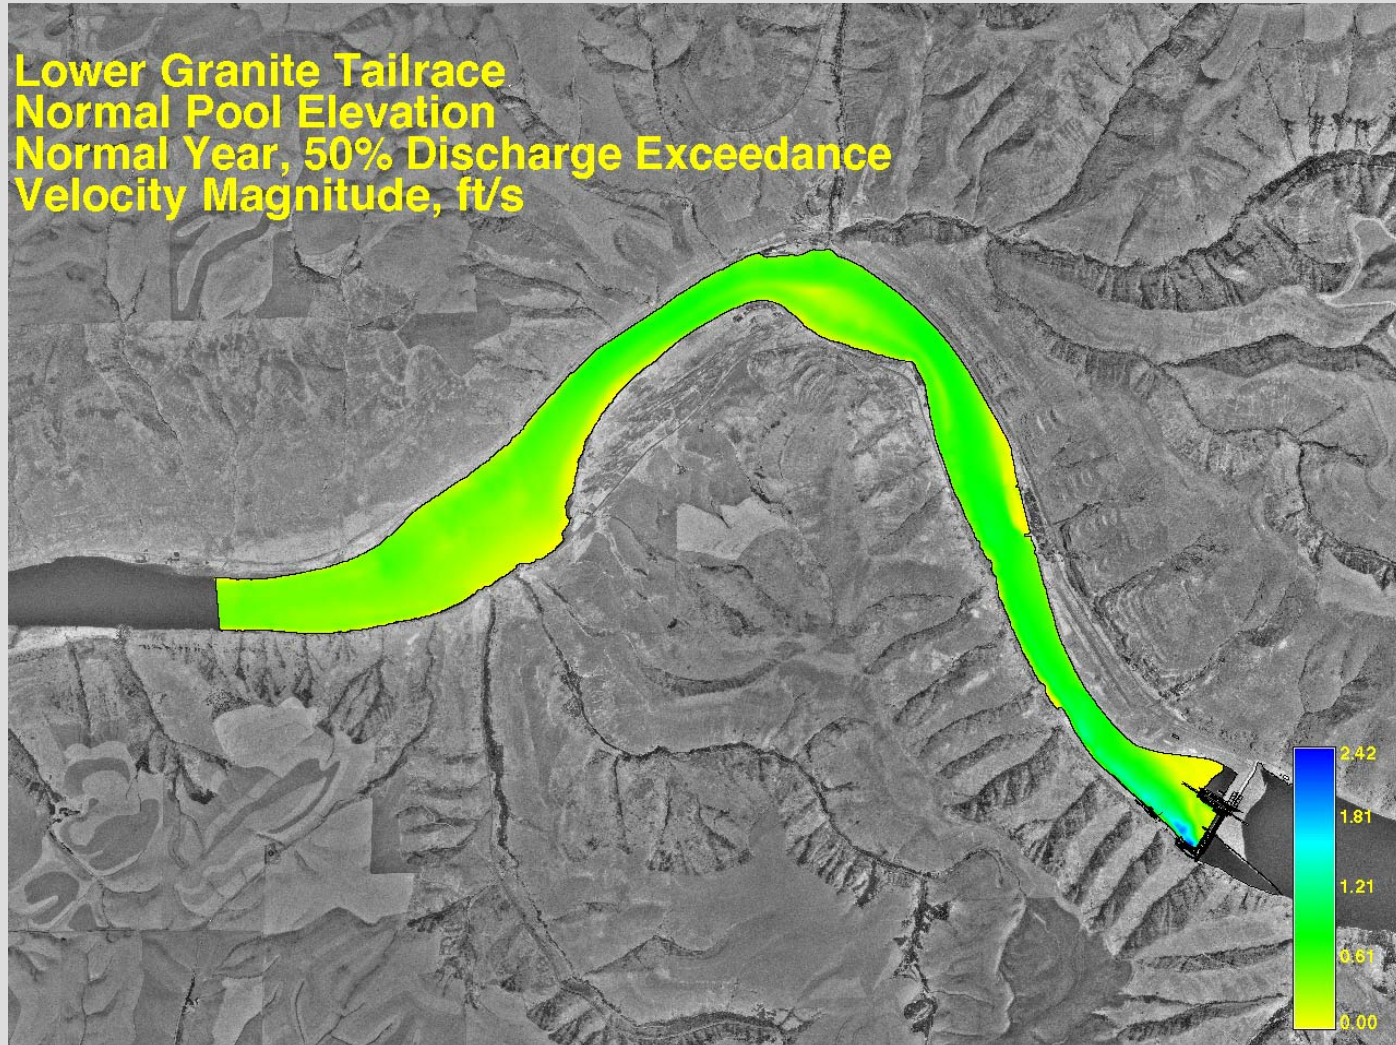 Lower Granite Tailrace
Normal Pool Elevation
Normal Year, 50% Discharge Exceedance
Velocity Magnitude, ft/s
2.42
1.81
1.21
0.61
0.00